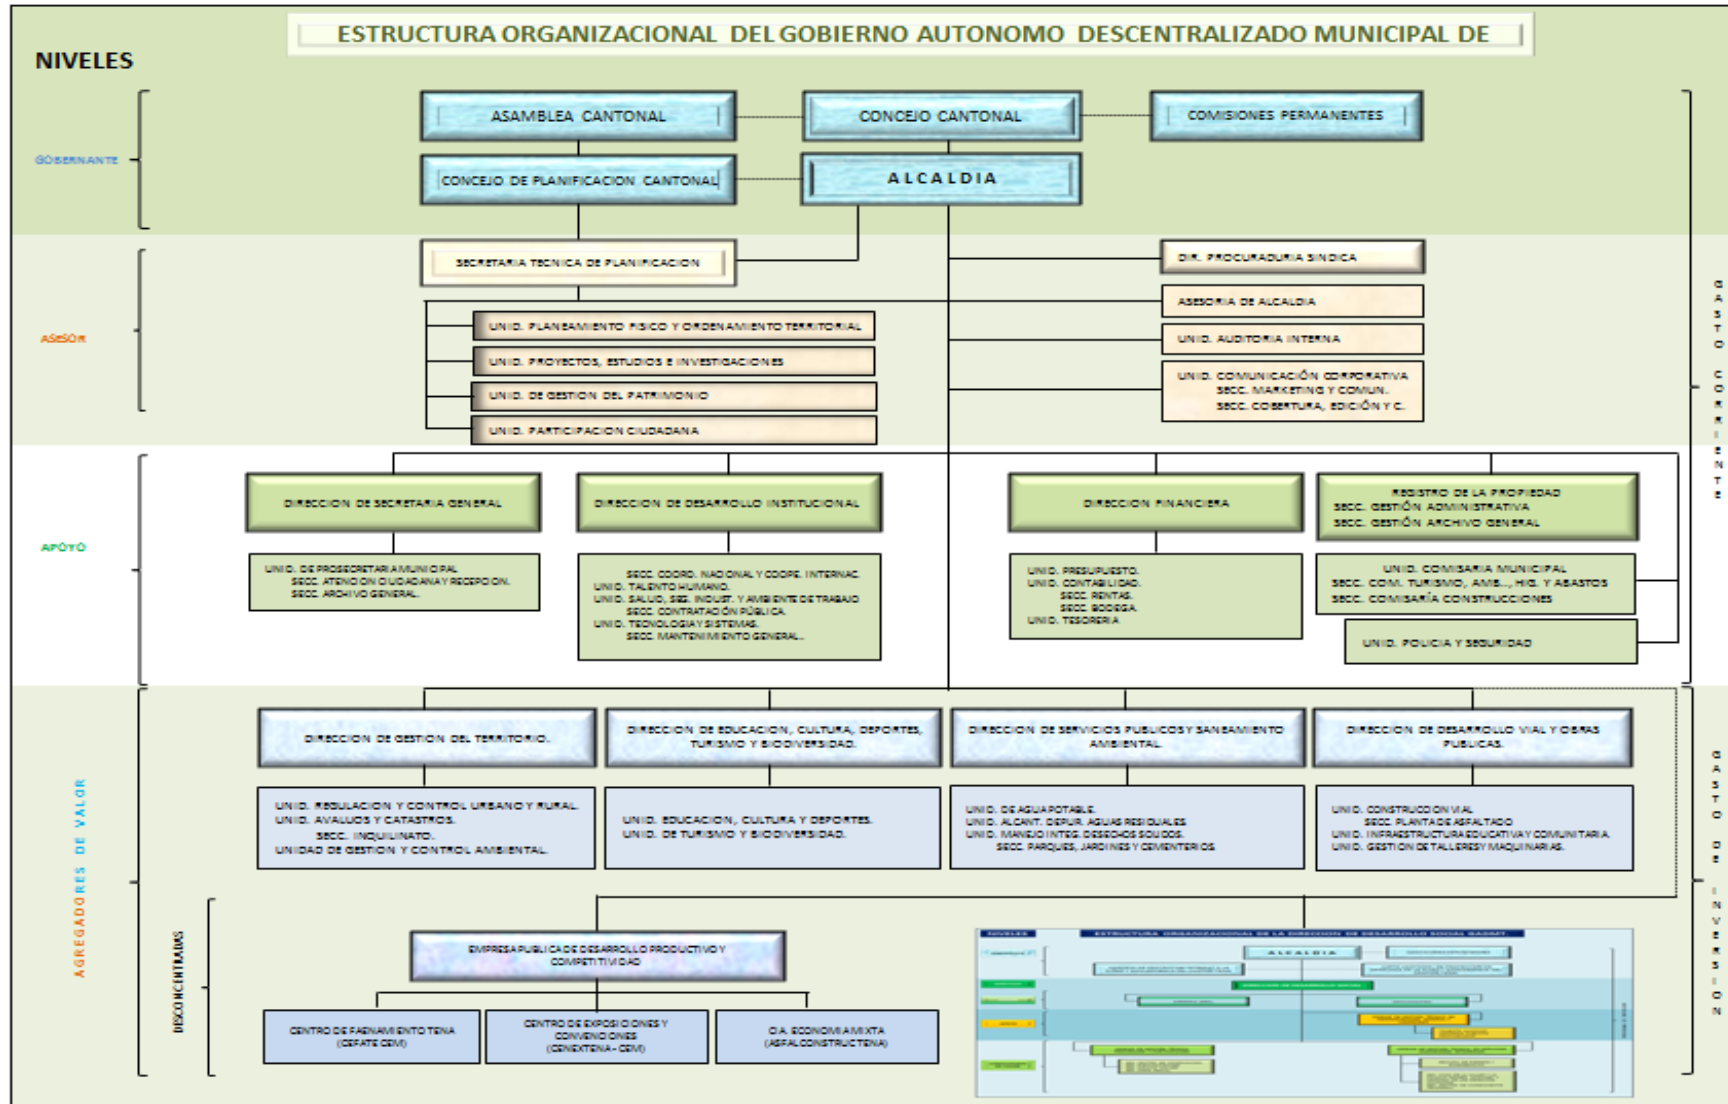 ESTRUCTURA ORGANIZACIONAL DEL GOBIERNO AUTONOMO DESCENTRALIZADO MUNICIPAL DE
NIVELES
ASAMBLEA CANTONAL
CONCEJO CANTONAL
COMISIONES PERMANENTES
GOBERNANTE
CONCEJO DE PLANIFICACION CANTONAL
ALCALDIA
SECRETARIA TECNICA DE PLANIFICACION
DIR. PROCURADURIA SINDICA
ASESORIA DE ALCALDIA
ASESOR
UNID. PLANEAMIENTO FISICO Y ORDENAMIENTO TERRITORIAL
UNID. AUDITORIA INTERNA
UNID. PROYECTOS, ESTUDIOS E INVESTIGACIONES
UNID. COMUNICACIÓN CORPORATIVA
SECC. MARKETING Y COMUN.
SECC. COBERTURA, EDICIÓN Y C.
UNID. DE GESTION DEL PATRIMONIO
UNID. PARTICIPACION CIUDADANA
GASTO CORRIENTE
APOYO
DIRECCION DE SECRETARIA GENERAL
DIRECCION DE DESARROLLO INSTITUCIONAL
DIRECCION FINANCIERA
REGISTRO DE LA PROPIEDAD
SECC. GESTIÓN ADMINISTRATIVA
SECC. GESTIÓN ARCHIVO GENERAL
UNID. DE PROSECRETARIA MUNICIPAL
SECC. ATENCION CIUDADANA Y RECEPCION.
SECC. ARCHIVO GENERAL.
SECC. COORD. NACIONAL Y COOPE. INTERNAC.
UNID. TALENTO HUMANO.
UNID. SALUD, SEG. INDUST. Y AMBIENTE DE TRABAJO
SECC. CONTRATACIÓN PÚBLICA.
UNID. TECNOLOGIA Y SISTEMAS.
SECC. MANTENIMIENTO GENERAL..
UNID. PRESUPUESTO.
UNID. CONTABILIDAD.
SECC. RENTAS.
SECC. BODEGA.
UNID. TESORERIA
UNID. COMISARIA MUNICIPAL
SECC. COM. TURISMO, AMB.., HIG. Y ABASTOS
SECC. COMISARÍA CONSTRUCCIONES
UNID. POLICIA Y SEGURIDAD
AGREGADORES DE VALOR
DIRECCION DE GESTION DEL TERRITORIO.
DIRECCION DE EDUCACION, CULTURA, DEPORTES,
TURISMO Y BIODIVERSIDAD.
DIRECCION DE SERVICIOS PUBLICOS Y SANEAMIENTO
AMBIENTAL.
DIRECCION DE DESARROLLO VIAL Y OBRAS
PUBLICAS.
UNID. REGULACION Y CONTROL URBANO Y RURAL.
UNID. AVALUOS Y CATASTROS.
SECC. INQUILINATO.
UNIDAD DE GESTION Y CONTROL AMBIENTAL.
UNID. EDUCACION, CULTURA Y DEPORTES.
UNID. DE TURISMO Y BIODIVERSIDAD.
UNID. DE AGUA POTABLE.
UNID. ALCANT. DEPUR. AGUAS RESIDUALES.
UNID. MANEJO INTEG. DESECHOS SOLIDOS.
SECC. PARQUES, JARDINES Y CEMENTERIOS.
UNID. CONSTRUCCION VIAL
SECC. PLANTA DE ASFALTADO
UNID. INFRAESTRUCTURA EDUCATIVA Y COMUNITARIA.
UNID. GESTION DE TALLERES Y MAQUINARIAS.
GASTO DE INVERSION
DESCONCENTRADAS
EMPRESA PUBLICA DE DESARROLLO PRODUCTIVO Y
COMPETITIVIDAD
CENTRO DE FAENAMIENTO TENA
(CEFATE CEM)
CENTRO DE EXPOSICIONES Y
CONVENCIONES
(CENEXTENA - CEM)
CIA. ECONOMIA MIXTA
(ASFALCONSTRUCTENA)
NIVELES
ESTRUCTURA ORGANIZACIONAL DE LA DIRECCION DE DESARROLLO SOCIAL GADMT.
ALCALDIA